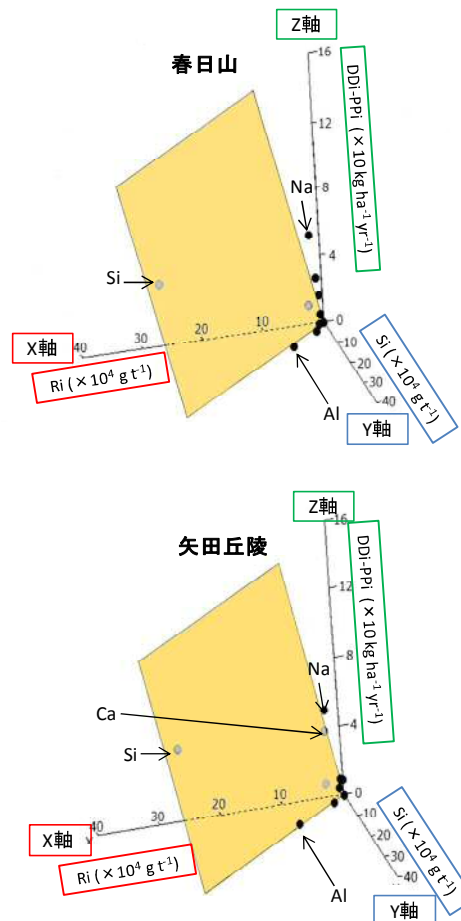 Z軸
春日山
16
12
8
4
0
DDi-PPi (×10 kg ha⁻¹ yr⁻¹)
Na
Si
X軸
40
30
20
10
Ri (×10⁴ g t⁻¹)
Al
-10
-20
-30
-40
Si (×10⁴ g t⁻¹)
Y軸
Z軸
矢田丘陵
16
12
8
4
0
DDi-PPi (×10 kg ha⁻¹ yr⁻¹)
Na
Ca
Si
X軸
40
30
20
10
Ri (×10⁴ g t⁻¹)
Al
-10
-20
-30
-40
Si (×10⁴ g t⁻¹)
Y軸